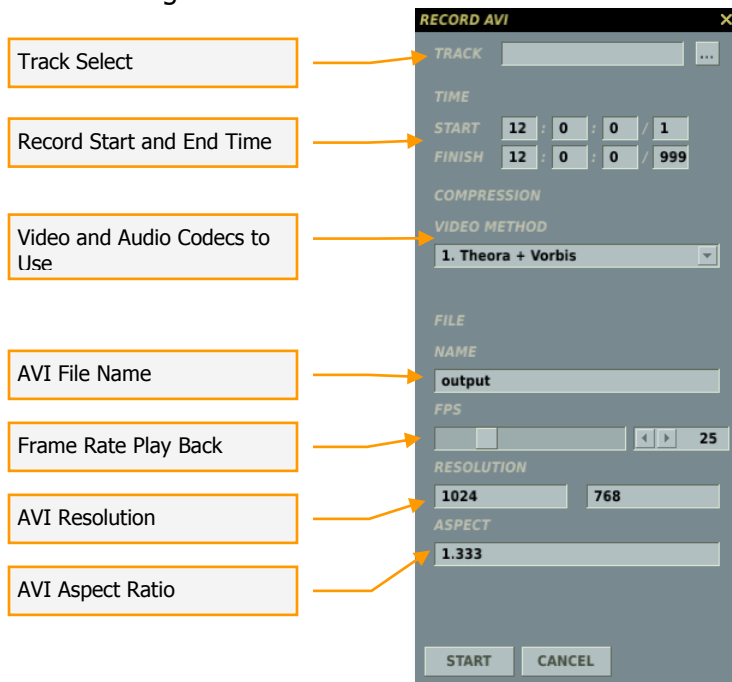 RECORD AVI
Track Select
TRACK ...
TIME
Record Start and End Time
START 12 : 0 : 0 / 1
FINISH 12 : 0 : 0 / 999
COMPRESSION
Video and Audio Codecs to
Use
VIDEO METHOD
1. Theora + Vorbis
FILE
NAME
AVI File Name
output
FPS
Frame Rate Play Back
25
RESOLUTION
AVI Resolution
1024 768
ASPECT
1.333
AVI Aspect Ratio
START CANCEL